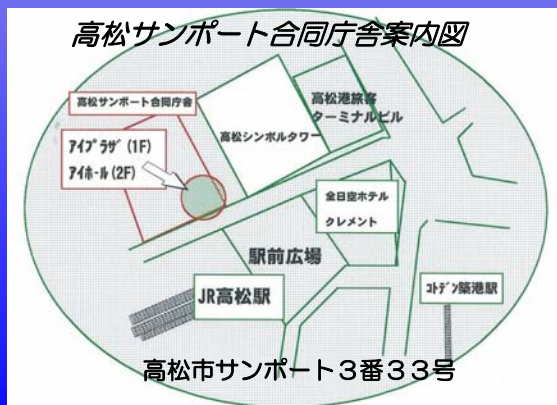 高松サンポート合同庁舎案内図
高松サンポート合同庁舎
高松港旅客
ターミナルビル
高松シンボルタワー
アイプラザ(1F)
アイホール(2F)
全日空ホテル
クレメント
駅前広場
JR高松駅
コトデン築港駅
高松市サンポート3番33号